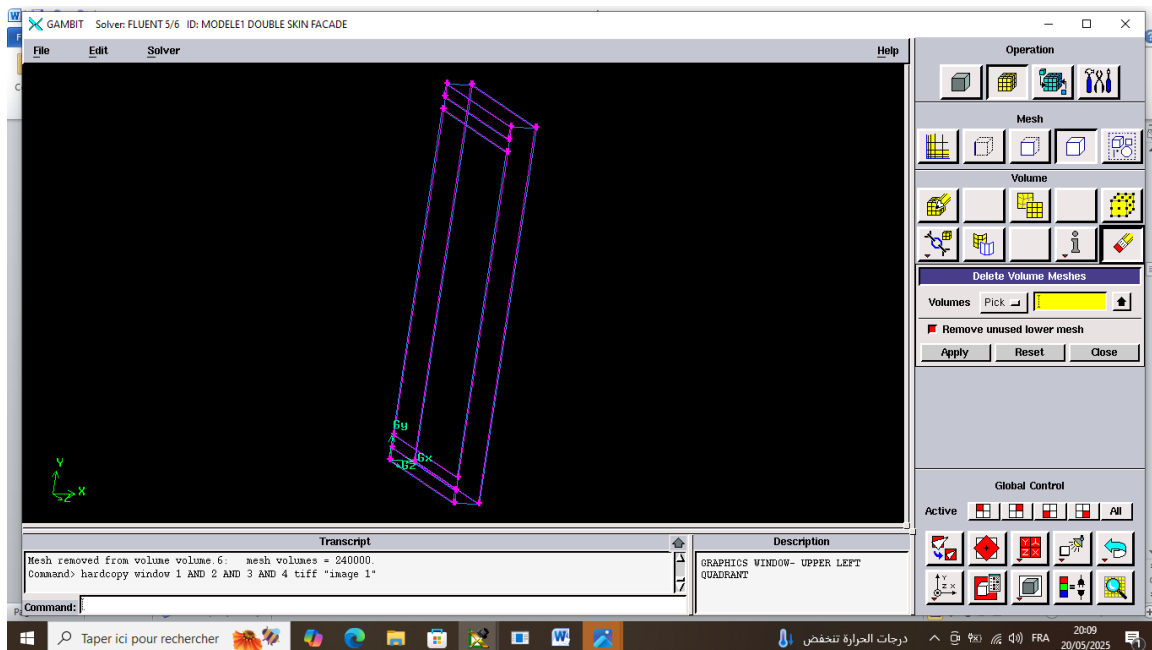 GAMBIT Solver: FLUENT 5/6 ID: MODELE1 DOUBLE SKIN FACADE
File Edit Solver Help
Operation
Mesh
Volume
Delete Volume Meshes
Volumes Pick
Remove unused lower mesh
Apply Reset Close
Gy
Gx
Gz
Y
X
Z
Global Control
Active All
Transcript
Mesh removed from volume volume.6: mesh volumes = 240000.
Command> hardcopy window 1 AND 2 AND 3 AND 4 tiff "image 1"
Command:
Description
GRAPHICS WINDOW- UPPER LEFT
QUADRANT
Taper ici pour rechercher
درجات الحرارة تنخفض
FRA
20:09
20/05/2025